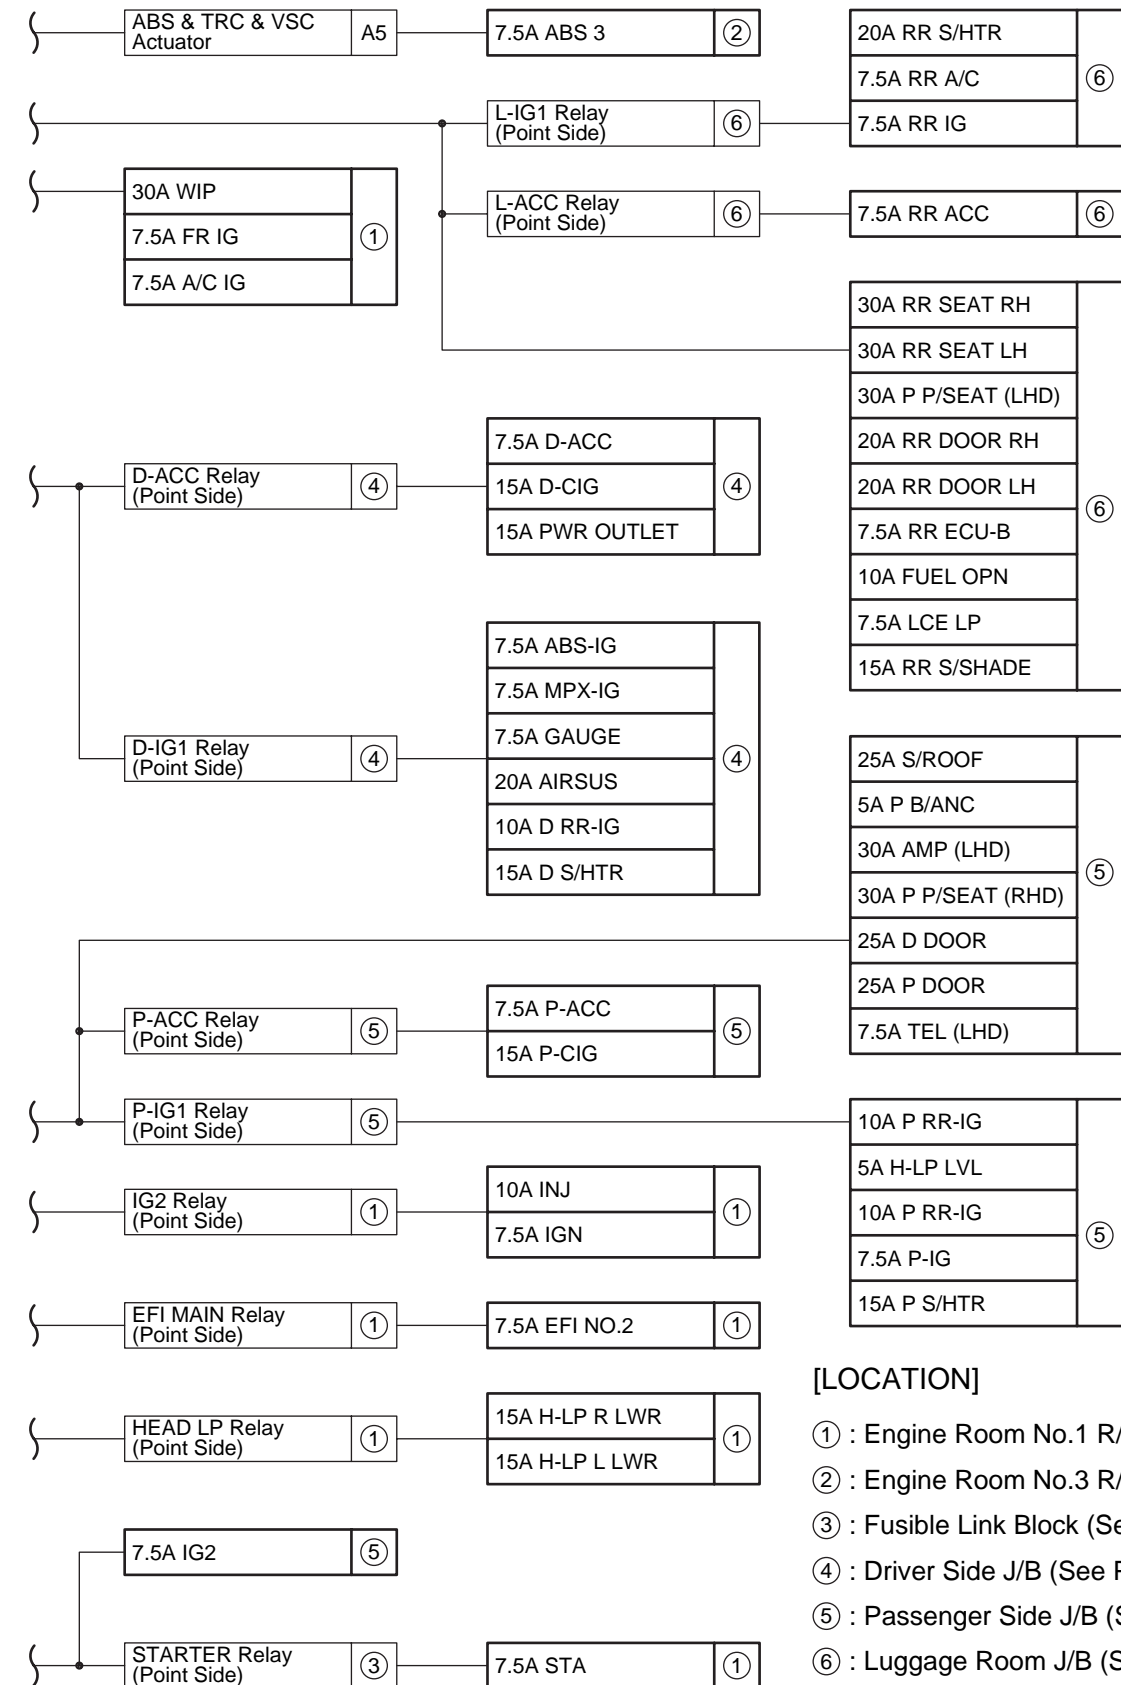 ABS & TRC & VSC
Actuator
A5
7.5A ABS 3
②
20A RR S/HTR
7.5A RR A/C
7.5A RR IG
⑥
L-IG1 Relay
(Point Side)
⑥
30A WIP
7.5A FR IG
7.5A A/C IG
①
L-ACC Relay
(Point Side)
⑥
7.5A RR ACC
⑥
30A RR SEAT RH
30A RR SEAT LH
30A P P/SEAT (LHD)
20A RR DOOR RH
20A RR DOOR LH
7.5A RR ECU-B
10A FUEL OPN
7.5A LCE LP
15A RR S/SHADE
⑥
D-ACC Relay
(Point Side)
④
7.5A D-ACC
15A D-CIG
15A PWR OUTLET
④
D-IG1 Relay
(Point Side)
④
7.5A ABS-IG
7.5A MPX-IG
7.5A GAUGE
20A AIRSUS
10A D RR-IG
15A D S/HTR
④
25A S/ROOF
5A P B/ANC
30A AMP (LHD)
30A P P/SEAT (RHD)
25A D DOOR
25A P DOOR
7.5A TEL (LHD)
⑤
P-ACC Relay
(Point Side)
⑤
7.5A P-ACC
15A P-CIG
⑤
P-IG1 Relay
(Point Side)
⑤
10A P RR-IG
5A H-LP LVL
10A P RR-IG
7.5A P-IG
15A P S/HTR
⑤
IG2 Relay
(Point Side)
①
10A INJ
7.5A IGN
①
EFI MAIN Relay
(Point Side)
①
7.5A EFI NO.2
①
HEAD LP Relay
(Point Side)
①
15A H-LP R LWR
15A H-LP L LWR
①
7.5A IG2
⑤
STARTER Relay
(Point Side)
③
7.5A STA
①
[LOCATION]
① : Engine Room No.1 R/
② : Engine Room No.3 R/
③ : Fusible Link Block (Se
④ : Driver Side J/B (See
⑤ : Passenger Side J/B (
⑥ : Luggage Room J/B (